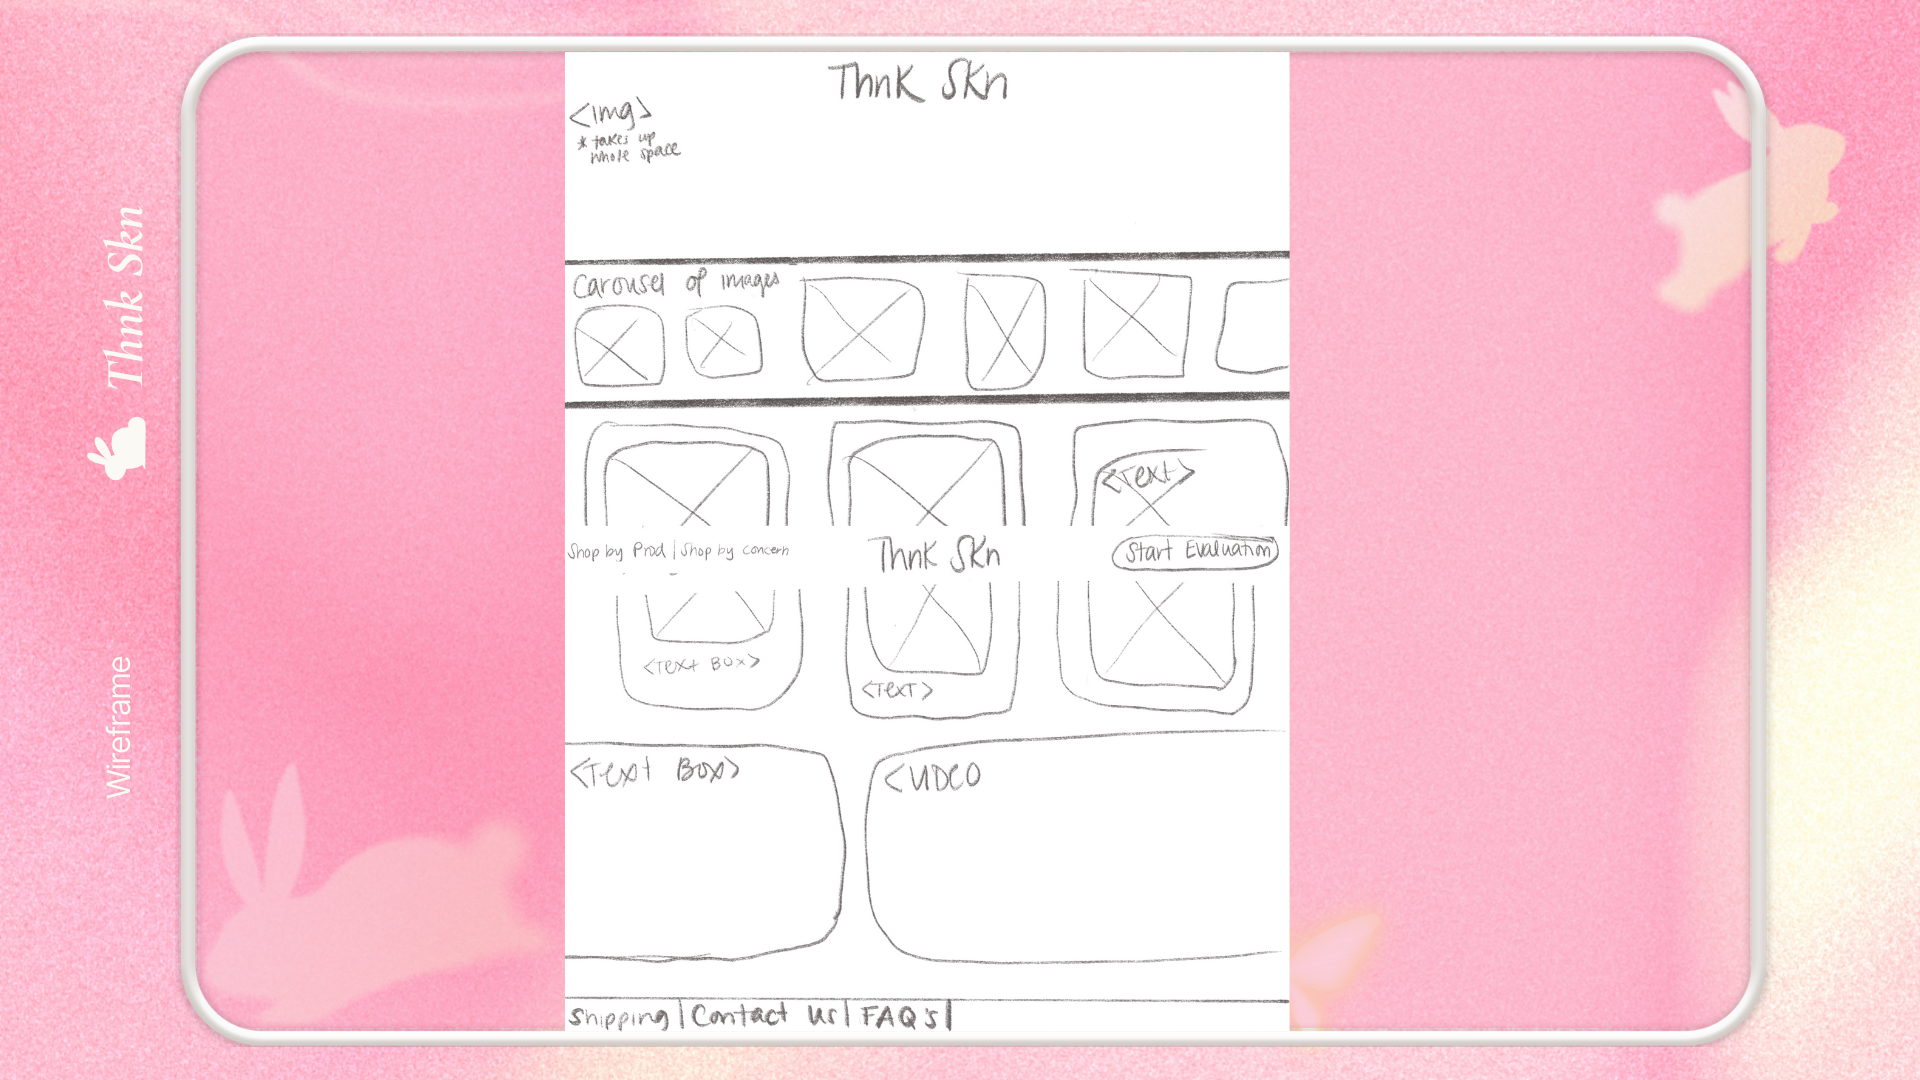 Thnk Skn
Wireframe
Thnk Skn
<img>
* takes up
whole space
Carousel of images
<Text>
Shop by Prod | Shop by concern
Thnk Skn
Start Evaluation
<Text Box>
<Text>
<Text Box>
<VIDEO
Shipping | Contact Us | FAQ's |